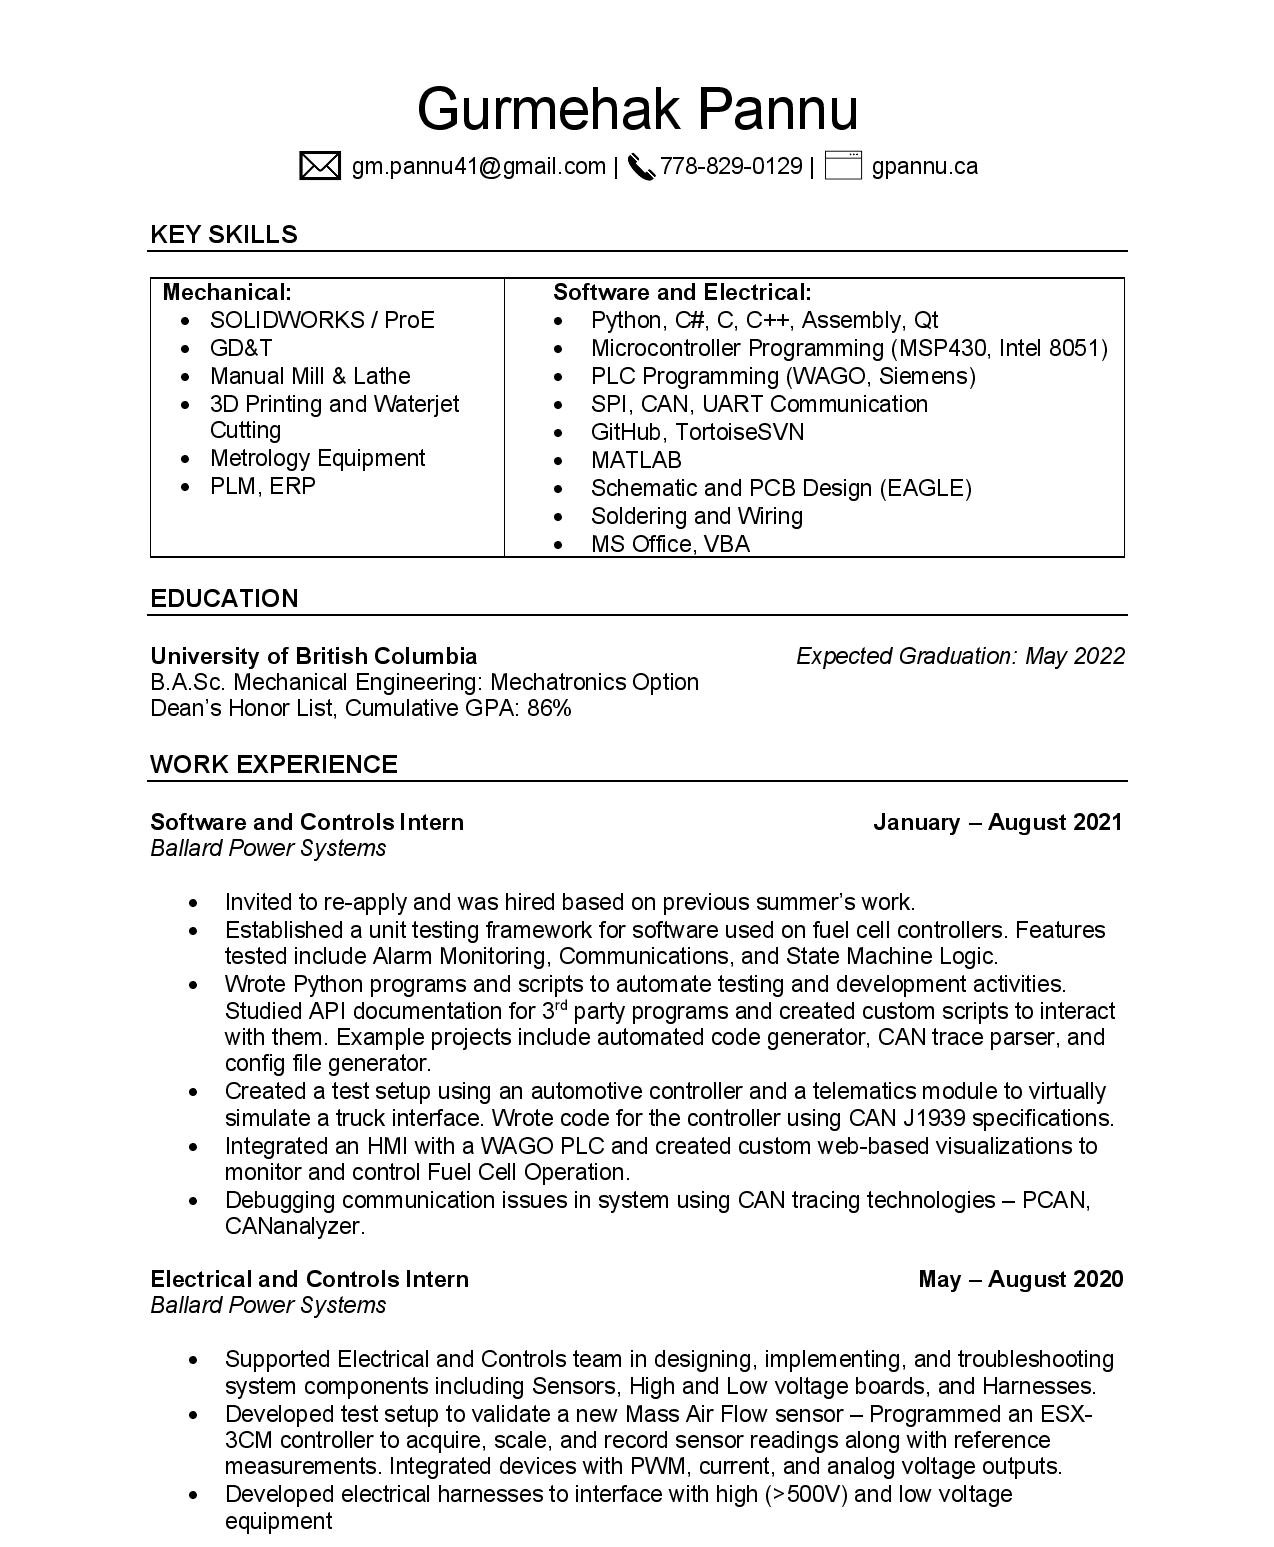 Gurmehak Pannu
gm.pannu41@gmail.com | 778-829-0129 | gpannu.ca
KEY SKILLS
Mechanical:
• SOLIDWORKS / ProE
• GD&T
• Manual Mill & Lathe
• 3D Printing and Waterjet
Cutting
• Metrology Equipment
• PLM, ERP
Software and Electrical:
• Python, C#, C, C++, Assembly, Qt
• Microcontroller Programming (MSP430, Intel 8051)
• PLC Programming (WAGO, Siemens)
• SPI, CAN, UART Communication
• GitHub, TortoiseSVN
• MATLAB
• Schematic and PCB Design (EAGLE)
• Soldering and Wiring
• MS Office, VBA
EDUCATION
University of British Columbia Expected Graduation: May 2022
B.A.Sc. Mechanical Engineering: Mechatronics Option
Dean’s Honor List, Cumulative GPA: 86%
WORK EXPERIENCE
Software and Controls Intern January – August 2021
Ballard Power Systems
• Invited to re-apply and was hired based on previous summer’s work.
• Established a unit testing framework for software used on fuel cell controllers. Features
tested include Alarm Monitoring, Communications, and State Machine Logic.
• Wrote Python programs and scripts to automate testing and development activities.
Studied API documentation for 3rd party programs and created custom scripts to interact
with them. Example projects include automated code generator, CAN trace parser, and
config file generator.
• Created a test setup using an automotive controller and a telematics module to virtually
simulate a truck interface. Wrote code for the controller using CAN J1939 specifications.
• Integrated an HMI with a WAGO PLC and created custom web-based visualizations to
monitor and control Fuel Cell Operation.
• Debugging communication issues in system using CAN tracing technologies – PCAN,
CANanalyzer.
Electrical and Controls Intern May – August 2020
Ballard Power Systems
• Supported Electrical and Controls team in designing, implementing, and troubleshooting
system components including Sensors, High and Low voltage boards, and Harnesses.
• Developed test setup to validate a new Mass Air Flow sensor – Programmed an ESX-
3CM controller to acquire, scale, and record sensor readings along with reference
measurements. Integrated devices with PWM, current, and analog voltage outputs.
• Developed electrical harnesses to interface with high (>500V) and low voltage
equipment